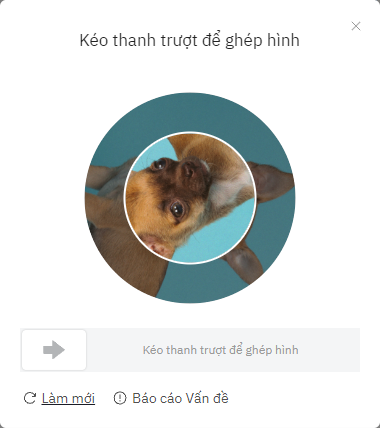 Kéo thanh trượt để ghép hình
Kéo thanh trượt để ghép hình
Làm mới
Báo cáo Vấn đề